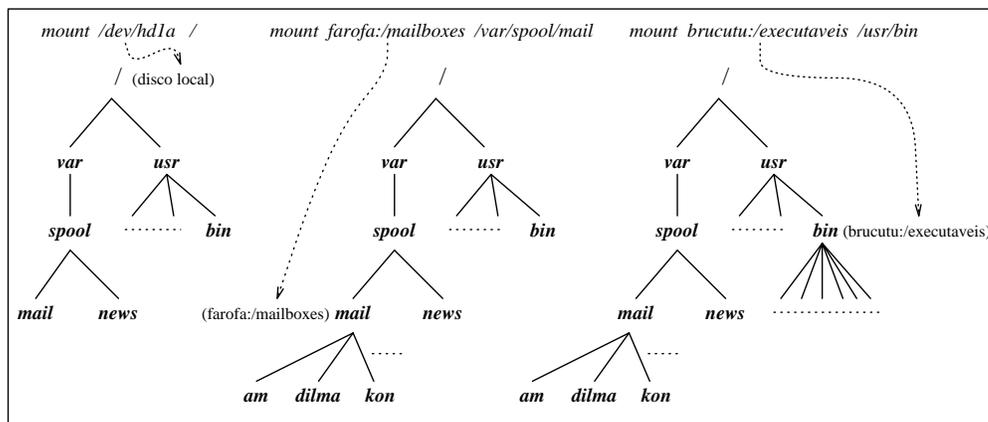 mount /dev/hd1a /
mount farofa:/mailboxes /var/spool/mail
mount brucutu:/executaveis /usr/bin
/ (disco local)
/
/
var usr
var usr
var usr
spool bin
spool bin
spool bin (brucutu:/executaveis)
mail news
(farofa:/mailboxes) mail news
mail news
am dilma kon
am dilma kon